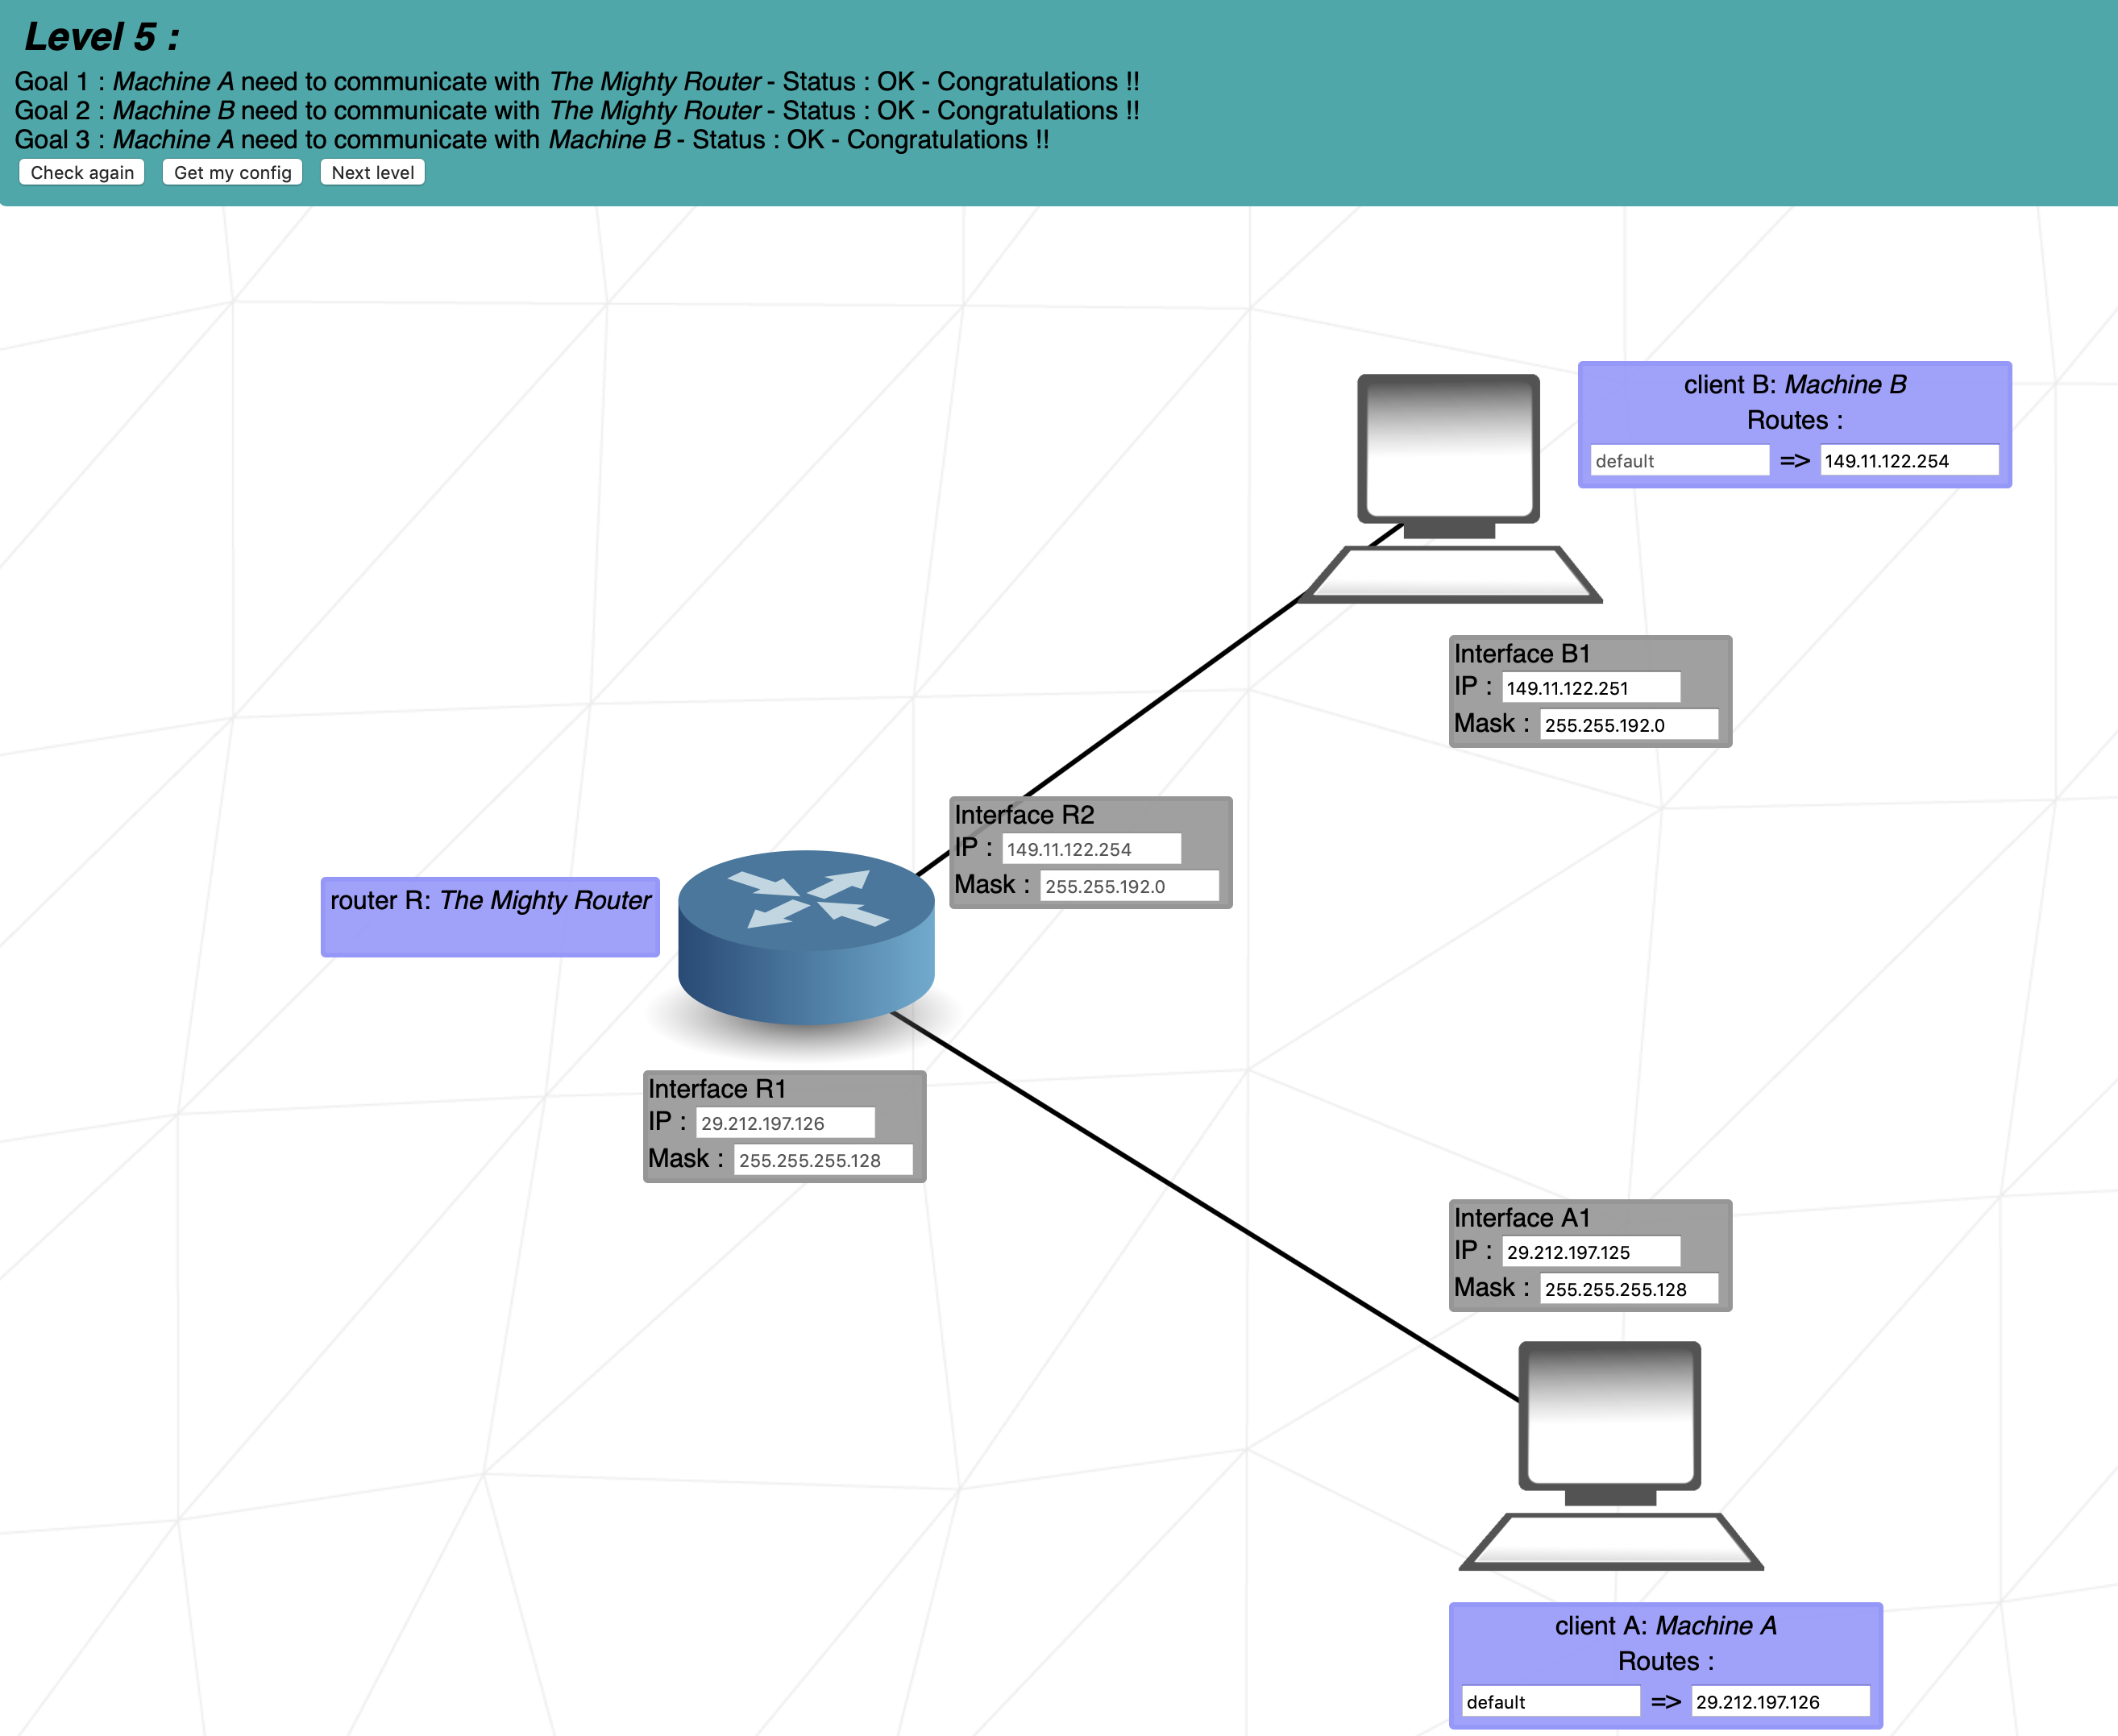 Level 5 :
Goal 1 : Machine A need to communicate with The Mighty Router - Status : OK - Congratulations !!
Goal 2 : Machine B need to communicate with The Mighty Router - Status : OK - Congratulations !!
Goal 3 : Machine A need to communicate with Machine B - Status : OK - Congratulations !!
Check again Get my config Next level
client B: Machine B
Routes :
default => 149.11.122.254
Interface B1
IP : 149.11.122.251
Mask : 255.255.192.0
Interface R2
IP : 149.11.122.254
Mask : 255.255.192.0
router R: The Mighty Router
Interface R1
IP : 29.212.197.126
Mask : 255.255.255.128
Interface A1
IP : 29.212.197.125
Mask : 255.255.255.128
client A: Machine A
Routes :
default => 29.212.197.126